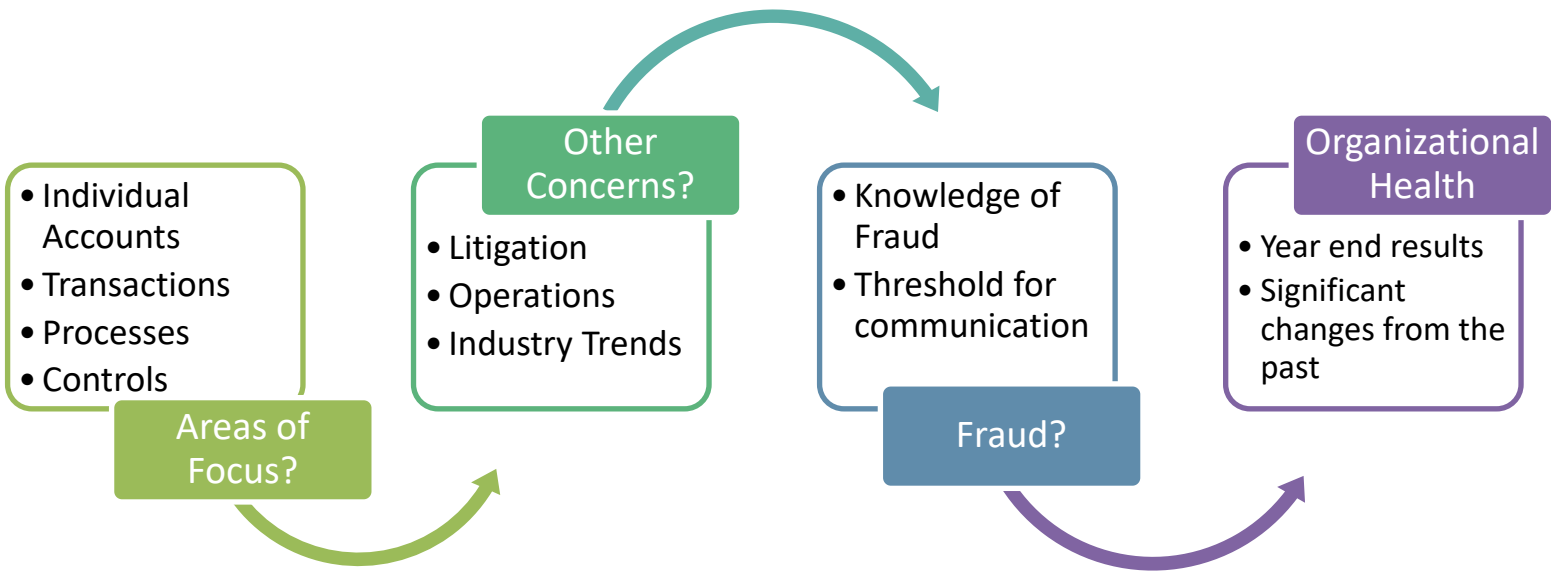 • Individual
Accounts
• Transactions
• Processes
• Controls
Areas of
Focus?
Other
Concerns?
• Litigation
• Operations
• Industry Trends
• Knowledge of
Fraud
• Threshold for
communication
Fraud?
Organizational
Health
• Year end results
• Significant
changes from the
past